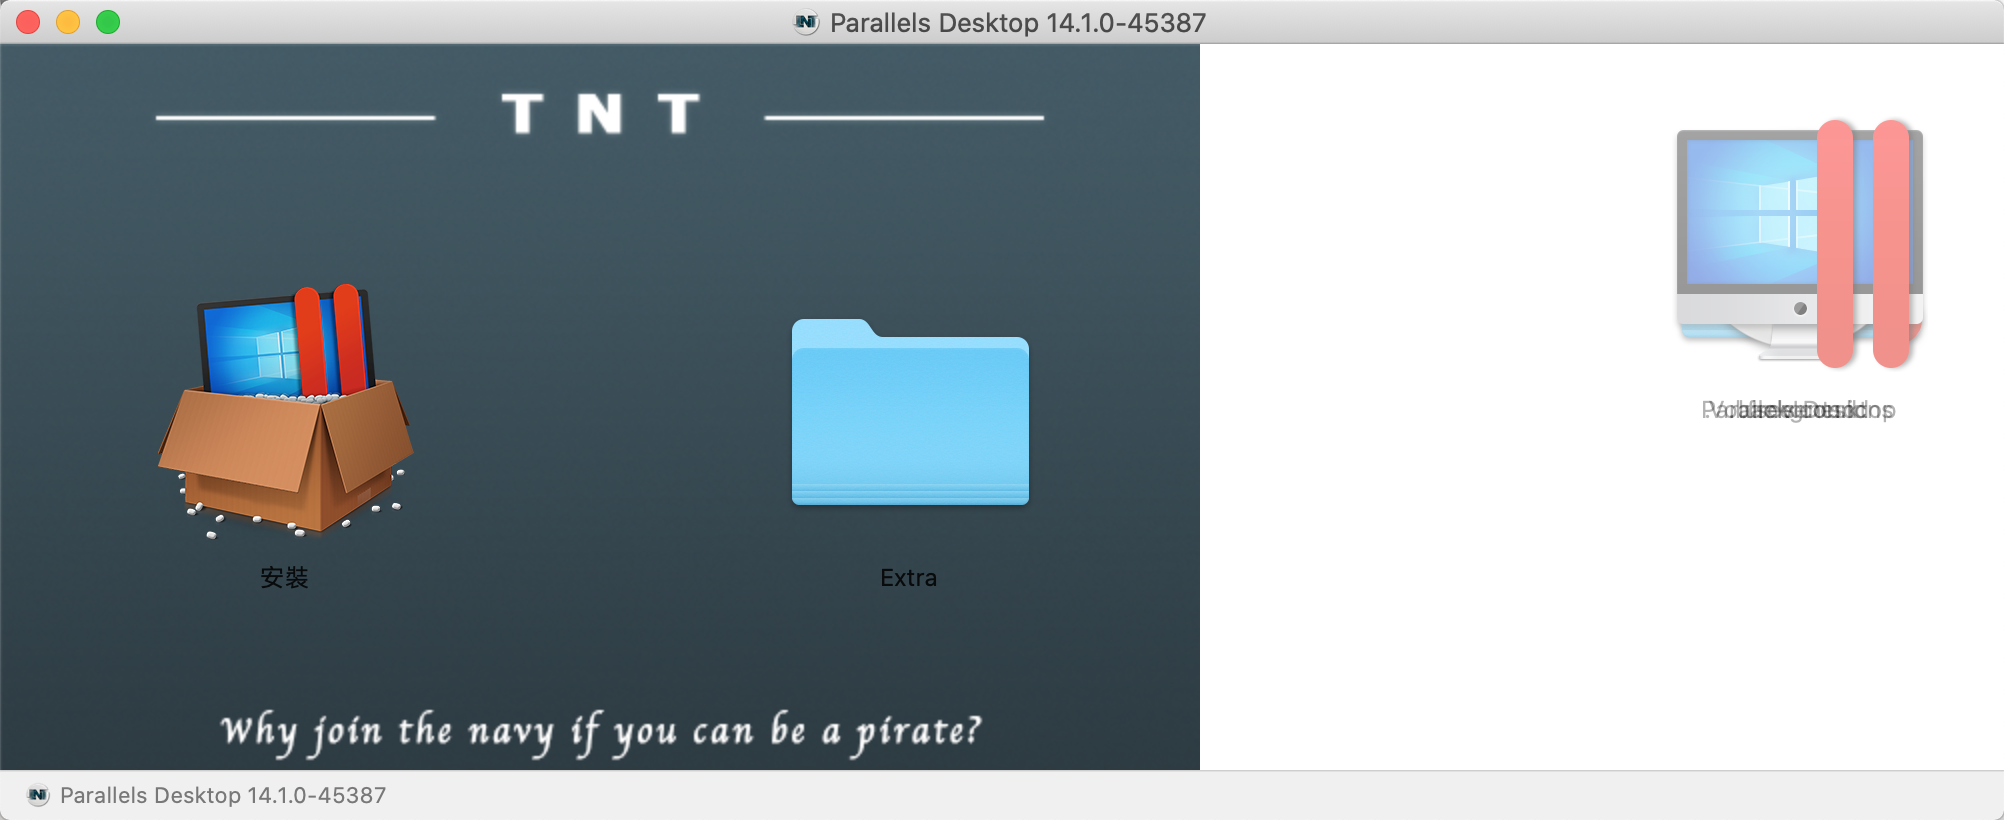 Parallels Desktop 14.1.0-45387
TNT
安裝
Extra
Why join the navy if you can be a pirate?
Parallels Desktop 14.1.0-45387